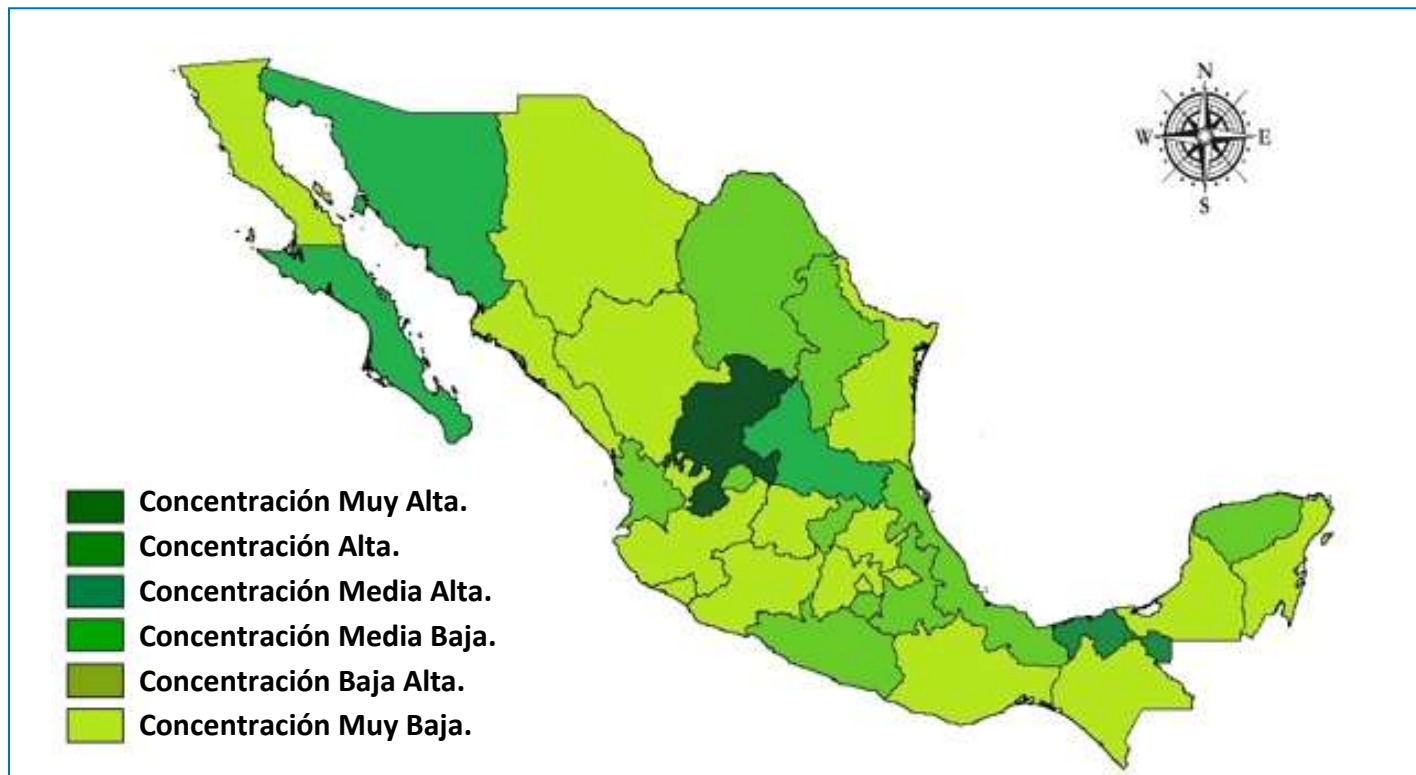 N
W E
S
Concentración Muy Alta.
Concentración Alta.
Concentración Media Alta.
Concentración Media Baja.
Concentración Baja Alta.
Concentración Muy Baja.